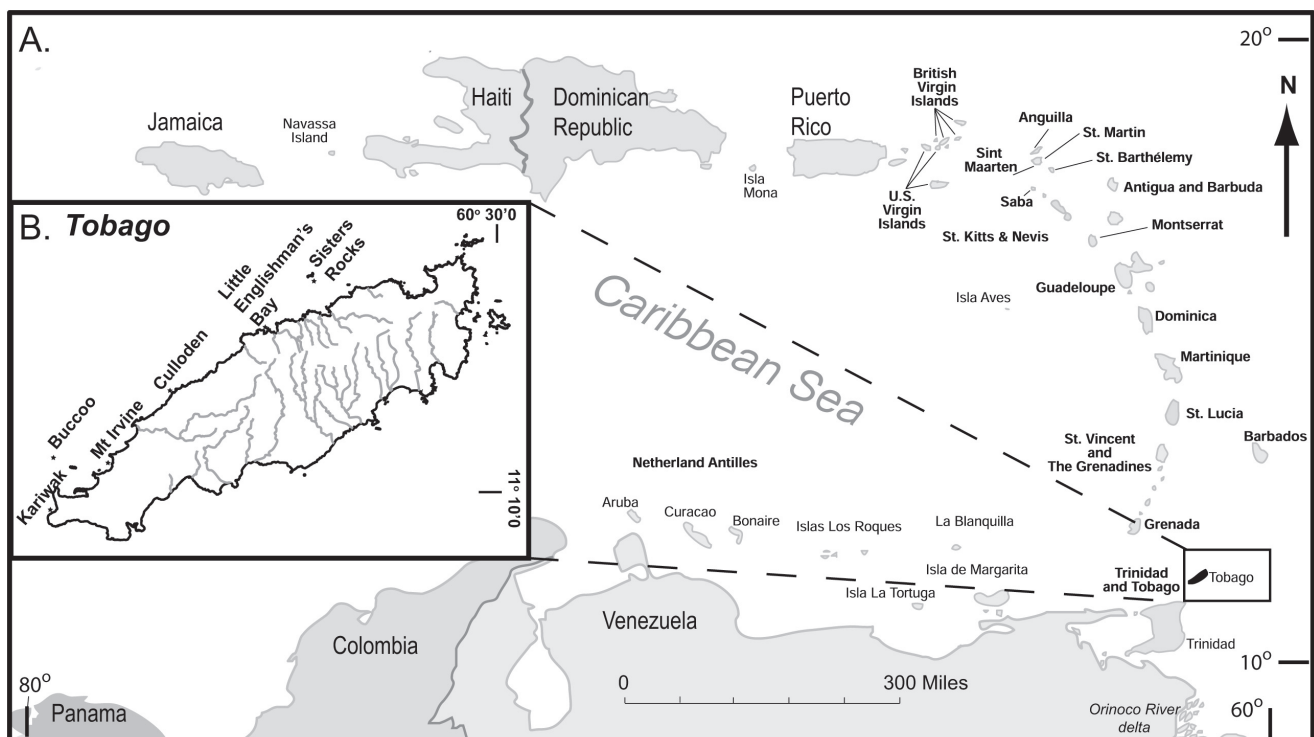 A.
20°
N
Jamaica
Navassa
Island
Haiti
Dominican
Republic
Puerto
Rico
Isla
Mona
British
Virgin
Islands
U.S.
Virgin
Islands
Anguilla
St. Martin
Sint
Maarten
St. Barthélemy
Saba
Antigua and Barbuda
St. Kitts & Nevis
Montserrat
Isla Aves
Guadeloupe
Dominica
Martinique
St. Lucia
St. Vincent
and
The Grenadines
Barbados
Grenada
Caribbean Sea
B. Tobago
60° 30'0
Sisters
Rocks
Little
Englishman's
Bay
Culloden
Buccoo
Mt Irvine
Kariwak
11° 10'0
Netherland Antilles
Aruba
Curacao
Bonaire
Islas Los Roques
La Blanquilla
Isla de Margarita
Isla La Tortuga
Trinidad
and Tobago
Tobago
Trinidad
Colombia
Venezuela
10°
80°
Panama
0
300 Miles
Orinoco River
delta
60°